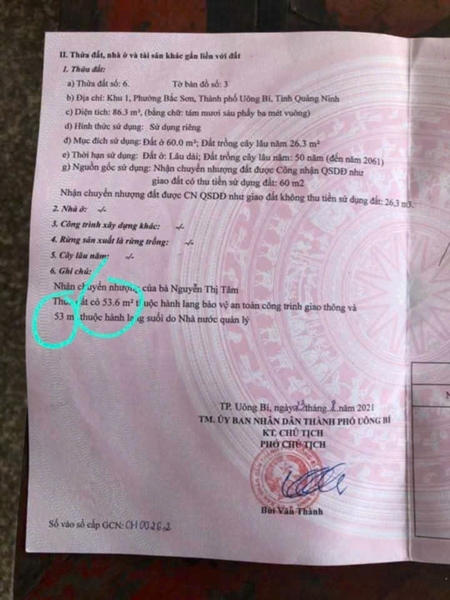 II. Thửa đất, nhà ở và tài sản khác gắn liền với đất
1. Thửa đất:
a) Thửa đất số: 6. Tờ bản đồ số: 3
b) Địa chỉ: Khu 1, Phường Bắc Sơn, Thành phố Uông Bí, Tỉnh Quảng Ninh
c) Diện tích: 86.3 m², (bằng chữ: tám mươi sáu phẩy ba mét vuông)
d) Hình thức sử dụng: Sử dụng riêng
đ) Mục đích sử dụng: Đất ở 60.0 m²; Đất trồng cây lâu năm 26.3 m²
e) Thời hạn sử dụng: Đất ở: Lâu dài; Đất trồng cây lâu năm: 50 năm (đến năm 2061)
g) Nguồn gốc sử dụng: Nhận chuyển nhượng đất được Công nhận QSDĐ như
giao đất có thu tiền sử dụng đất: 60 m2
Nhận chuyển nhượng đất được CN QSDĐ như giao đất không thu tiền sử dụng đất: 26,3 m2.
2. Nhà ở: -/-
3. Công trình xây dựng khác: -/-
4. Rừng sản xuất là rừng trồng: -/-
5. Cây lâu năm: -/-
6. Ghi chú:
Nhận chuyển nhượng của bà Nguyễn Thị Tâm
Thửa đất có 53.6 m² thuộc hành lang bảo vệ an toàn công trình giao thông và
53 m² thuộc hành lang suối do Nhà nước quản lý
TP. Uông Bí, ngày tháng năm 2021
TM. ỦY BAN NHÂN DÂN THÀNH PHỐ UÔNG BÍ
KT. CHỦ TỊCH
PHÓ CHỦ TỊCH
Bùi Văn Thành
Số vào sổ cấp GCN: CH00262